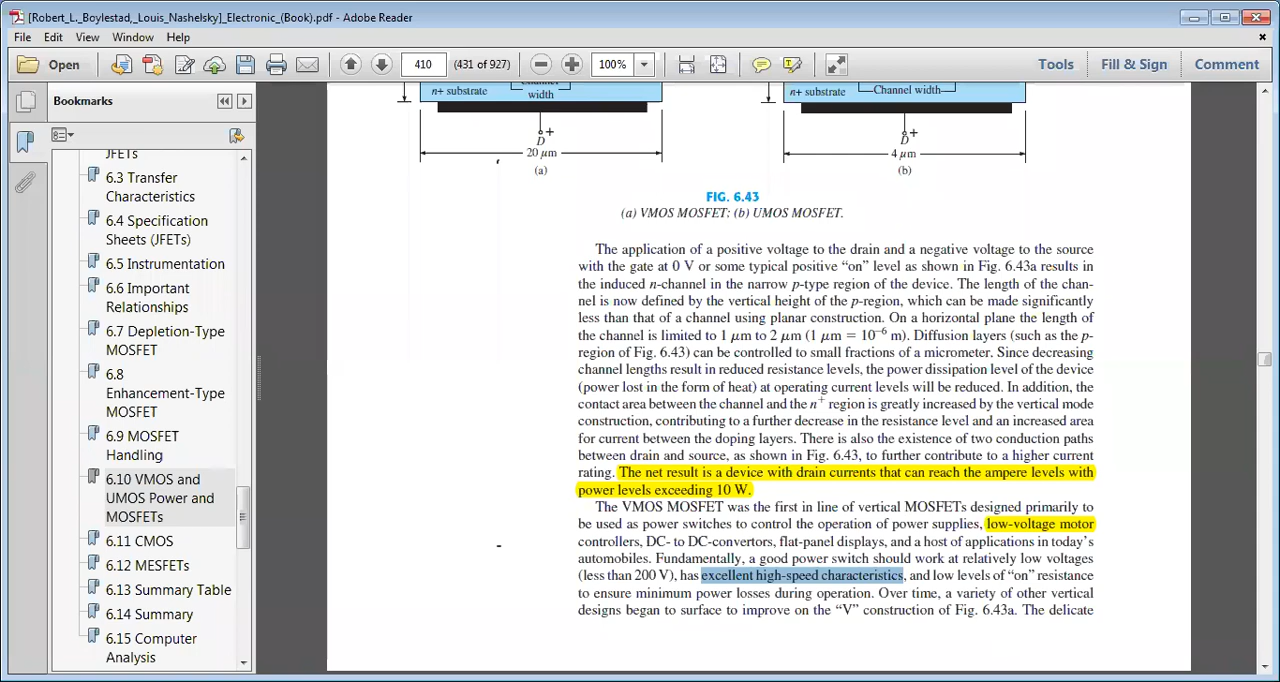 [Robert_L._Boylestad,_Louis_Nashelsky]_Electronic_(Book).pdf - Adobe Reader
File Edit View Window Help
Open 410 (431 of 927) 100% Tools Fill & Sign Comment
Bookmarks
JFETs
6.3 Transfer
Characteristics
6.4 Specification
Sheets (JFETs)
6.5 Instrumentation
6.6 Important
Relationships
6.7 Depletion-Type
MOSFET
6.8
Enhancement-Type
MOSFET
6.9 MOSFET
Handling
6.10 VMOS and
UMOS Power and
MOSFETs
6.11 CMOS
6.12 MESFETs
6.13 Summary Table
6.14 Summary
6.15 Computer
Analysis
n+ substrate
Channel
width
D
+
20 μm
(a)
n+ substrate
Channel width
D
+
4 μm
(b)
FIG. 6.43
(a) VMOS MOSFET; (b) UMOS MOSFET.
The application of a positive voltage to the drain and a negative voltage to the source
with the gate at 0 V or some typical positive “on” level as shown in Fig. 6.43a results in
the induced n-channel in the narrow p-type region of the device. The length of the chan-
nel is now defined by the vertical height of the p-region, which can be made significantly
less than that of a channel using planar construction. On a horizontal plane the length of
the channel is limited to 1 μm to 2 μm (1 μm = 10⁻⁶ m). Diffusion layers (such as the p-
region of Fig. 6.43) can be controlled to small fractions of a micrometer. Since decreasing
channel lengths result in reduced resistance levels, the power dissipation level of the device
(power lost in the form of heat) at operating current levels will be reduced. In addition, the
contact area between the channel and the n⁺ region is greatly increased by the vertical mode
construction, contributing to a further decrease in the resistance level and an increased area
for current between the doping layers. There is also the existence of two conduction paths
between drain and source, as shown in Fig. 6.43, to further contribute to a higher current
rating. The net result is a device with drain currents that can reach the ampere levels with
power levels exceeding 10 W.
The VMOS MOSFET was the first in line of vertical MOSFETs designed primarily to
be used as power switches to control the operation of power supplies, low-voltage motor
controllers, DC- to DC-convertors, flat-panel displays, and a host of applications in today’s
automobiles. Fundamentally, a good power switch should work at relatively low voltages
(less than 200 V), has excellent high-speed characteristics, and low levels of “on” resistance
to ensure minimum power losses during operation. Over time, a variety of other vertical
designs began to surface to improve on the “V” construction of Fig. 6.43a. The delicate